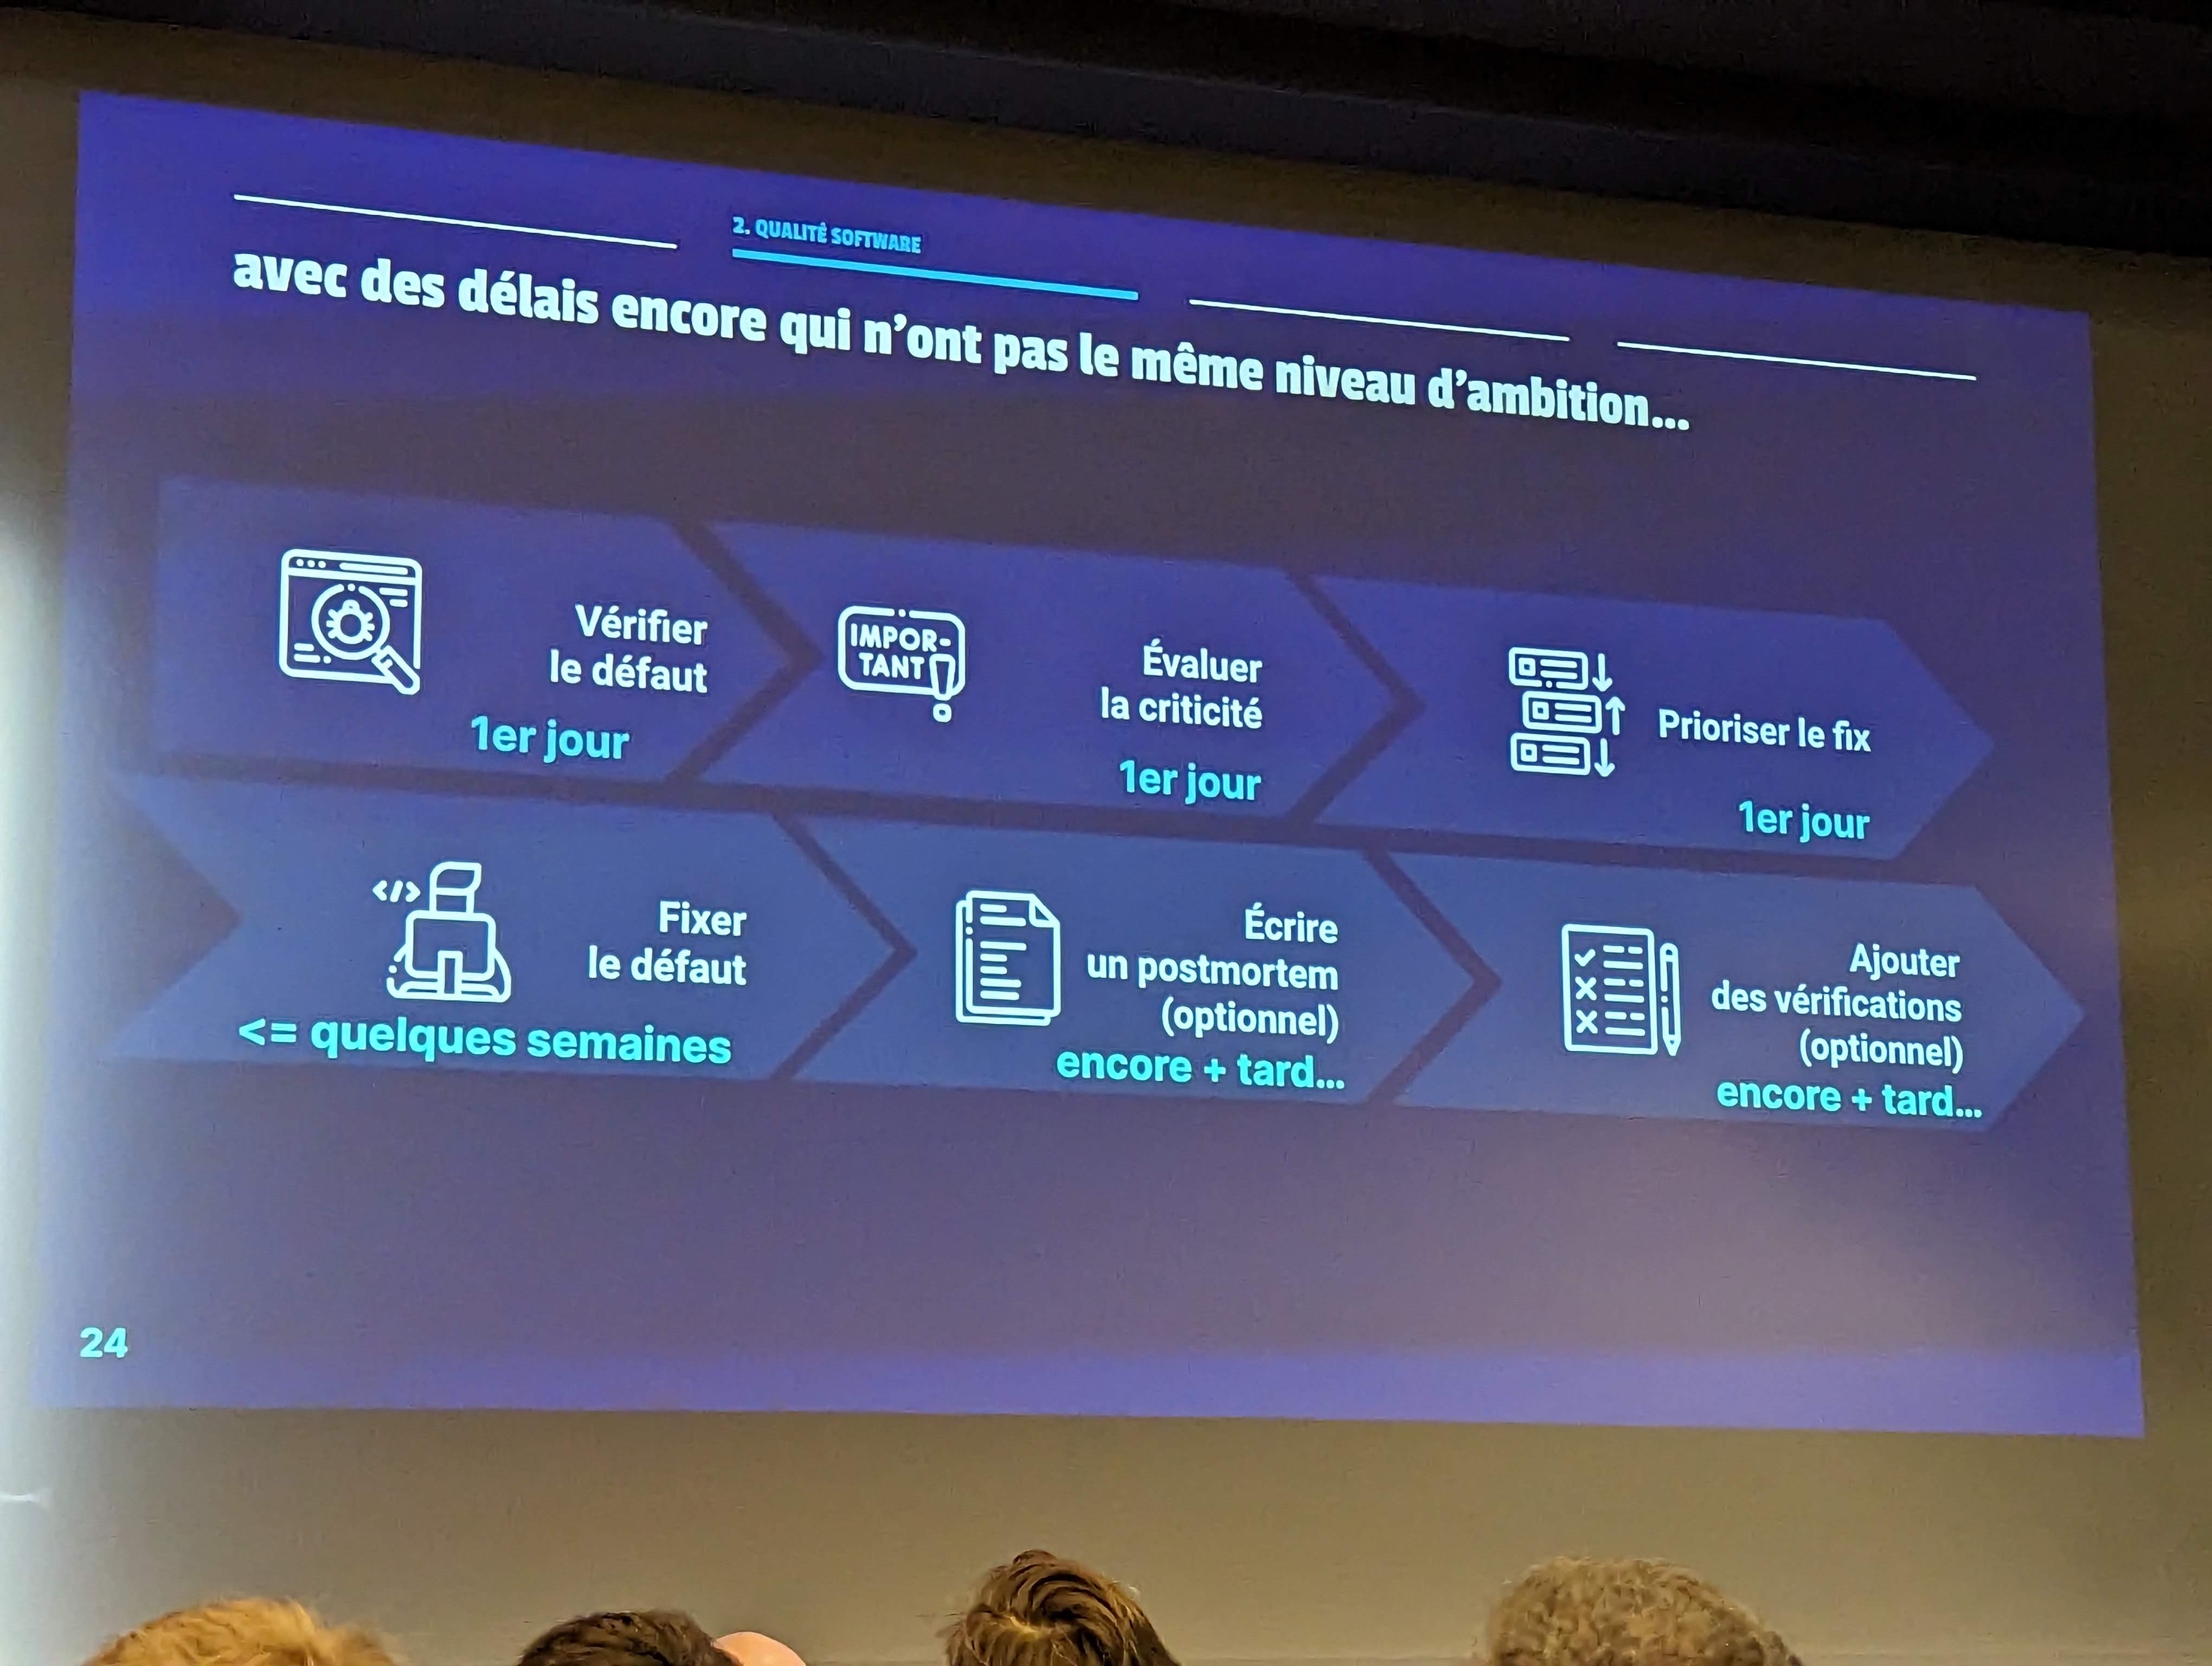 2. QUALITÉ SOFTWARE
avec des délais encore qui n'ont pas le même niveau d'ambition...
Vérifier
le défaut
1er jour
IMPOR-
TANT!
Évaluer
la criticité
1er jour
Prioriser le fix
1er jour
</>
Fixer
le défaut
<= quelques semaines
Écrire
un postmortem
(optionnel)
encore + tard...
Ajouter
des vérifications
(optionnel)
encore + tard...
24